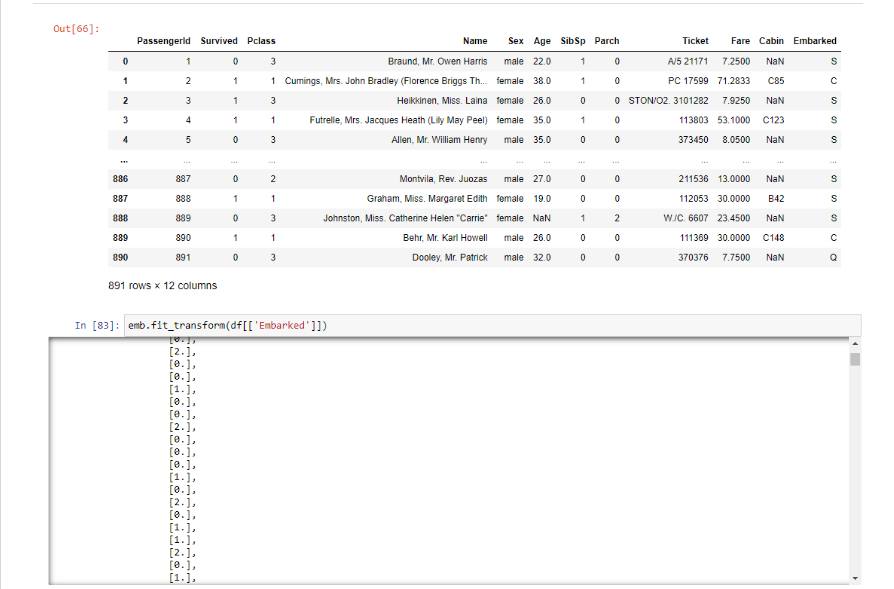 Out[66]:
PassengerId Survived Pclass Name Sex Age SibSp Parch Ticket Fare Cabin Embarked
0 1 0 3 Braund, Mr. Owen Harris male 22.0 1 0 A/5 21171 7.2500 NaN S
1 2 1 1 Cumings, Mrs. John Bradley (Florence Briggs Th... female 38.0 1 0 PC 17599 71.2833 C85 C
2 3 1 3 Heikkinen, Miss. Laina female 26.0 0 0 STON/O2. 3101282 7.9250 NaN S
3 4 1 1 Futrelle, Mrs. Jacques Heath (Lily May Peel) female 35.0 1 0 113803 53.1000 C123 S
4 5 0 3 Allen, Mr. William Henry male 35.0 0 0 373450 8.0500 NaN S
... ... ... ... ... ... ... ... ... ... ... ... ...
886 887 0 2 Montvila, Rev. Juozas male 27.0 0 0 211536 13.0000 NaN S
887 888 1 1 Graham, Miss. Margaret Edith female 19.0 0 0 112053 30.0000 B42 S
888 889 0 3 Johnston, Miss. Catherine Helen "Carrie" female NaN 1 2 W./C. 6607 23.4500 NaN S
889 890 1 1 Behr, Mr. Karl Howell male 26.0 0 0 111369 30.0000 C148 C
890 891 0 3 Dooley, Mr. Patrick male 32.0 0 0 370376 7.7500 NaN Q
891 rows × 12 columns
In [83]: emb.fit_transform(df[['Embarked']])
[0.],
[2.],
[0.],
[0.],
[1.],
[0.],
[0.],
[2.],
[0.],
[0.],
[0.],
[1.],
[0.],
[2.],
[0.],
[1.],
[1.],
[2.],
[0.],
[1.],